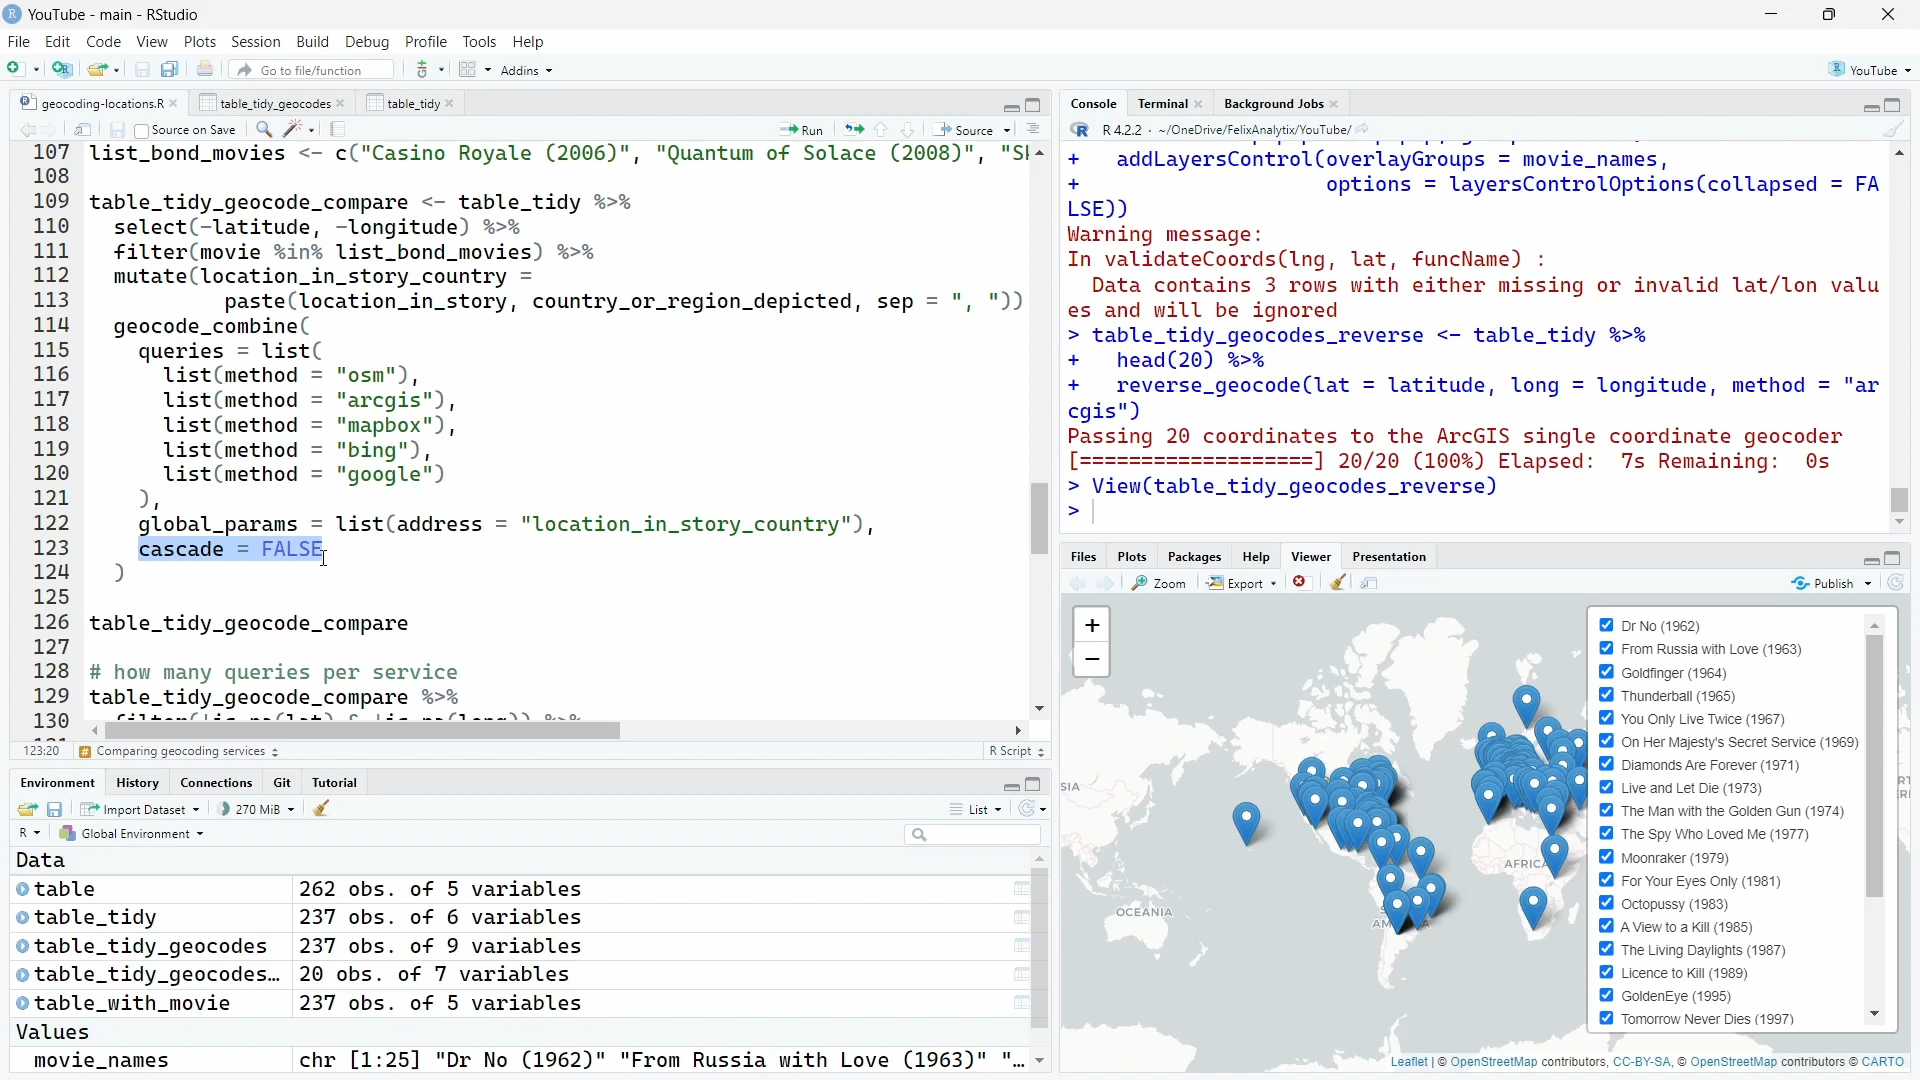 YouTube - main - RStudio
File Edit Code View Plots Session Build Debug Profile Tools Help
Go to file/function Addins YouTube
geocoding-locations.R table_tidy_geocodes table_tidy
Source on Save Run Source
107 list_bond_movies <- c("Casino Royale (2006)", "Quantum of Solace (2008)", "Sk
108
109 table_tidy_geocode_compare <- table_tidy %>%
110 select(-latitude, -longitude) %>%
111 filter(movie %in% list_bond_movies) %>%
112 mutate(location_in_story_country =
113 paste(location_in_story, country_or_region_depicted, sep = ", "))
114 geocode_combine(
115 queries = list(
116 list(method = "osm"),
117 list(method = "arcgis"),
118 list(method = "mapbox"),
119 list(method = "bing"),
120 list(method = "google")
121 ),
122 global_params = list(address = "location_in_story_country"),
123 cascade = FALSE
124 )
125
126 table_tidy_geocode_compare
127
128 # how many queries per service
129 table_tidy_geocode_compare %>%
130
123:20 Comparing geocoding services R Script
Environment History Connections Git Tutorial
Import Dataset 270 MiB List
R Global Environment
Data
table 262 obs. of 5 variables
table_tidy 237 obs. of 6 variables
table_tidy_geocodes 237 obs. of 9 variables
table_tidy_geocodes… 20 obs. of 7 variables
table_with_movie 237 obs. of 5 variables
Values
movie_names chr [1:25] "Dr No (1962)" "From Russia with Love (1963)" "…
Console Terminal Background Jobs
R 4.2.2 · ~/OneDrive/FelixAnalytix/YouTube/
+ addLayersControl(overlayGroups = movie_names,
+ options = layersControlOptions(collapsed = FA
LSE))
Warning message:
In validateCoords(lng, lat, funcName) :
Data contains 3 rows with either missing or invalid lat/lon valu
es and will be ignored
> table_tidy_geocodes_reverse <- table_tidy %>%
+ head(20) %>%
+ reverse_geocode(lat = latitude, long = longitude, method = "ar
cgis")
Passing 20 coordinates to the ArcGIS single coordinate geocoder
[===================] 20/20 (100%) Elapsed: 7s Remaining: 0s
> View(table_tidy_geocodes_reverse)
>
Files Plots Packages Help Viewer Presentation
Zoom Export Publish
+
−
Dr No (1962)
From Russia with Love (1963)
Goldfinger (1964)
Thunderball (1965)
You Only Live Twice (1967)
On Her Majesty's Secret Service (1969)
Diamonds Are Forever (1971)
Live and Let Die (1973)
The Man with the Golden Gun (1974)
The Spy Who Loved Me (1977)
Moonraker (1979)
For Your Eyes Only (1981)
Octopussy (1983)
A View to a Kill (1985)
The Living Daylights (1987)
Licence to Kill (1989)
GoldenEye (1995)
Tomorrow Never Dies (1997)
AFRICA
OCEANIA
Leaflet | © OpenStreetMap contributors, CC-BY-SA, © OpenStreetMap contributors © CARTO